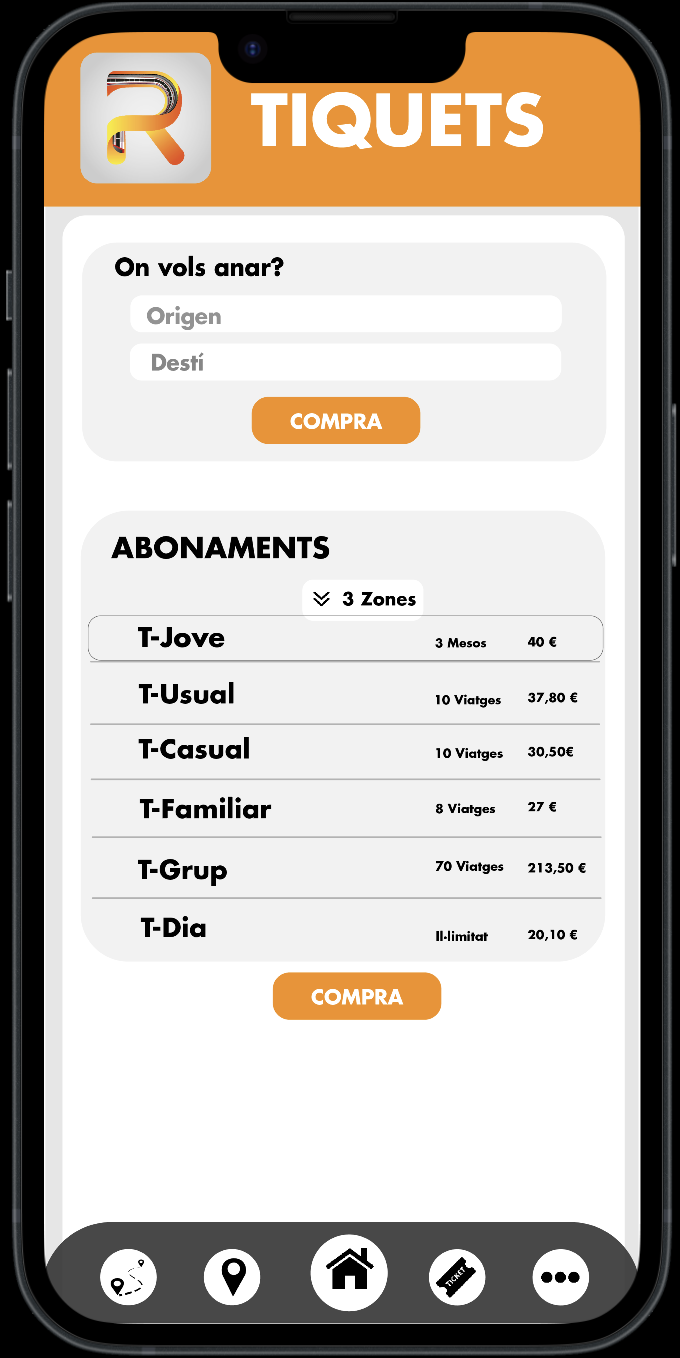 R
TIQUETS
On vols anar?
Origen
Destí
COMPRA
ABONAMENTS
3 Zones
T-Jove 3 Mesos 40 €
T-Usual 10 Viatges 37,80 €
T-Casual 10 Viatges 30,50€
T-Familiar 8 Viatges 27 €
T-Grup 70 Viatges 213,50 €
T-Dia Il·limitat 20,10 €
COMPRA
TICKET